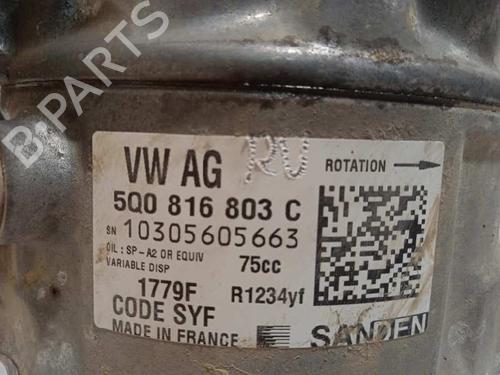 B PARTS
VW AG
ROTATION
5Q0 816 803 C
SN 10305605663
OIL : SP-A2 OR EQUIV
VARIABLE DISP 75cc
1779F R1234yf
CODE SYF
MADE IN FRANCE SANDEN